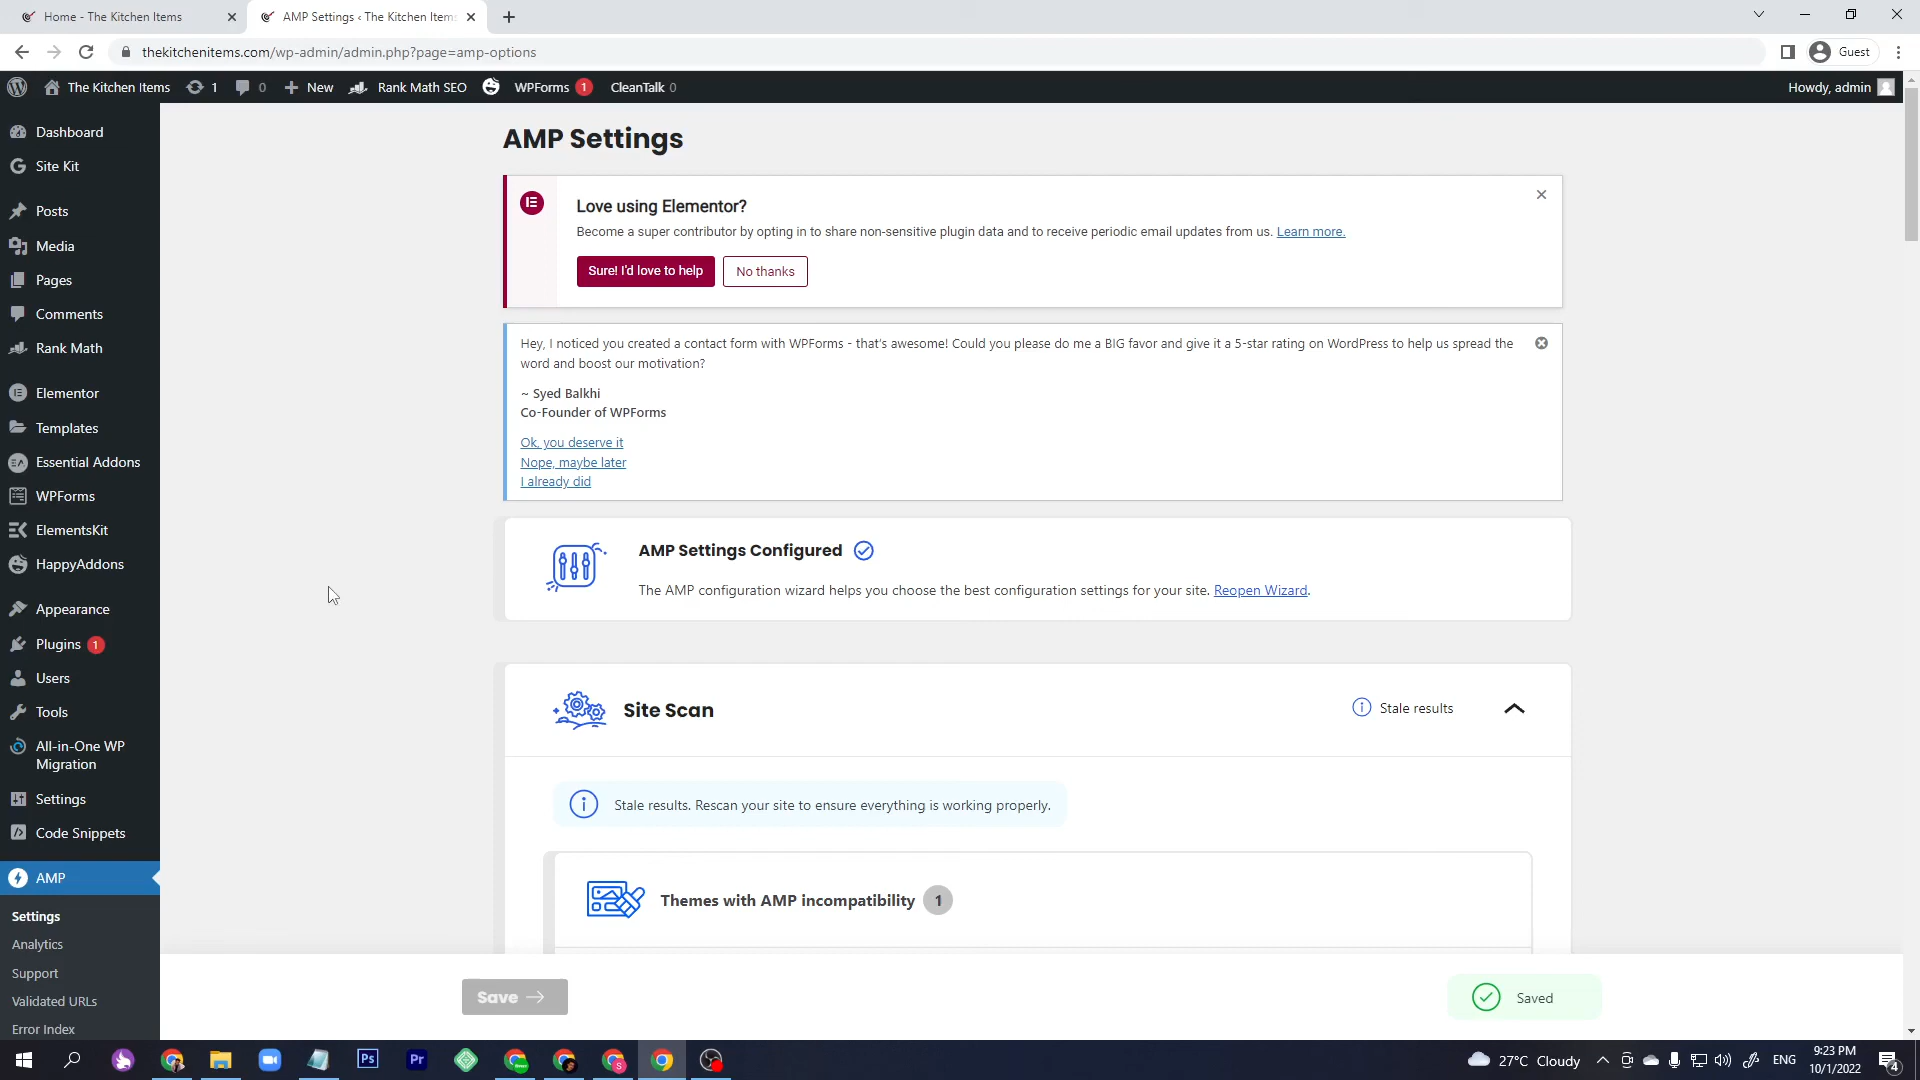 Home - The Kitchen Items
AMP Settings ‹ The Kitchen Items
thekitchenitems.com/wp-admin/admin.php?page=amp-options
Guest
The Kitchen Items
1
0
New
Rank Math SEO
WPForms 1
CleanTalk 0
Howdy, admin
Dashboard
Site Kit
Posts
Media
Pages
Comments
Rank Math
Elementor
Templates
Essential Addons
WPForms
ElementsKit
HappyAddons
Appearance
Plugins 1
Users
Tools
All-in-One WP
Migration
Settings
Code Snippets
AMP
Settings
Analytics
Support
Validated URLs
Error Index
AMP Settings
Love using Elementor?
Become a super contributor by opting in to share non-sensitive plugin data and to receive periodic email updates from us. Learn more.
Sure! I'd love to help
No thanks
Hey, I noticed you created a contact form with WPForms - that's awesome! Could you please do me a BIG favor and give it a 5-star rating on WordPress to help us spread the
word and boost our motivation?
~ Syed Balkhi
Co-Founder of WPForms
Ok, you deserve it
Nope, maybe later
I already did
AMP Settings Configured
The AMP configuration wizard helps you choose the best configuration settings for your site. Reopen Wizard.
Site Scan
Stale results
Stale results. Rescan your site to ensure everything is working properly.
Themes with AMP incompatibility 1
Save
Saved
Ps
Pr
27°C Cloudy
ENG
9:23 PM
10/1/2022
4